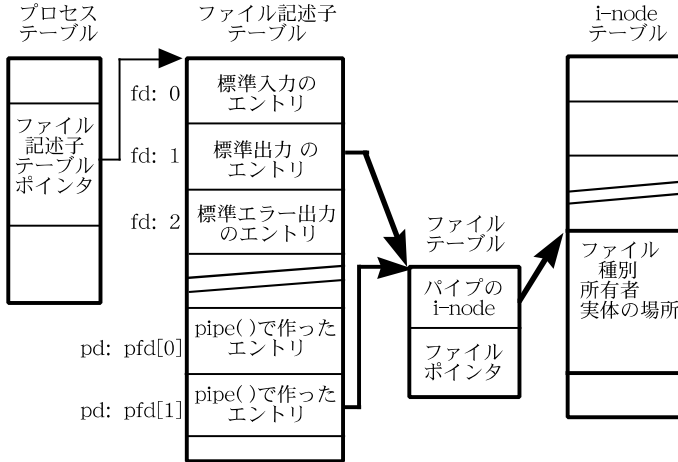 プロセス
テーブル
ファイル
記述子
テーブル
ポインタ
ファイル記述子
テーブル
fd: 0
標準入力の
エントリ
fd: 1
標準出力 の
エントリ
fd: 2
標準エラー出力
のエントリ
pd: pfd[0]
pipe()で作った
エントリ
pd: pfd[1]
pipe()で作った
エントリ
ファイル
テーブル
パイプの
i-node
ファイル
ポインタ
i-node
テーブル
ファイル
種別
所有者
実体の場所